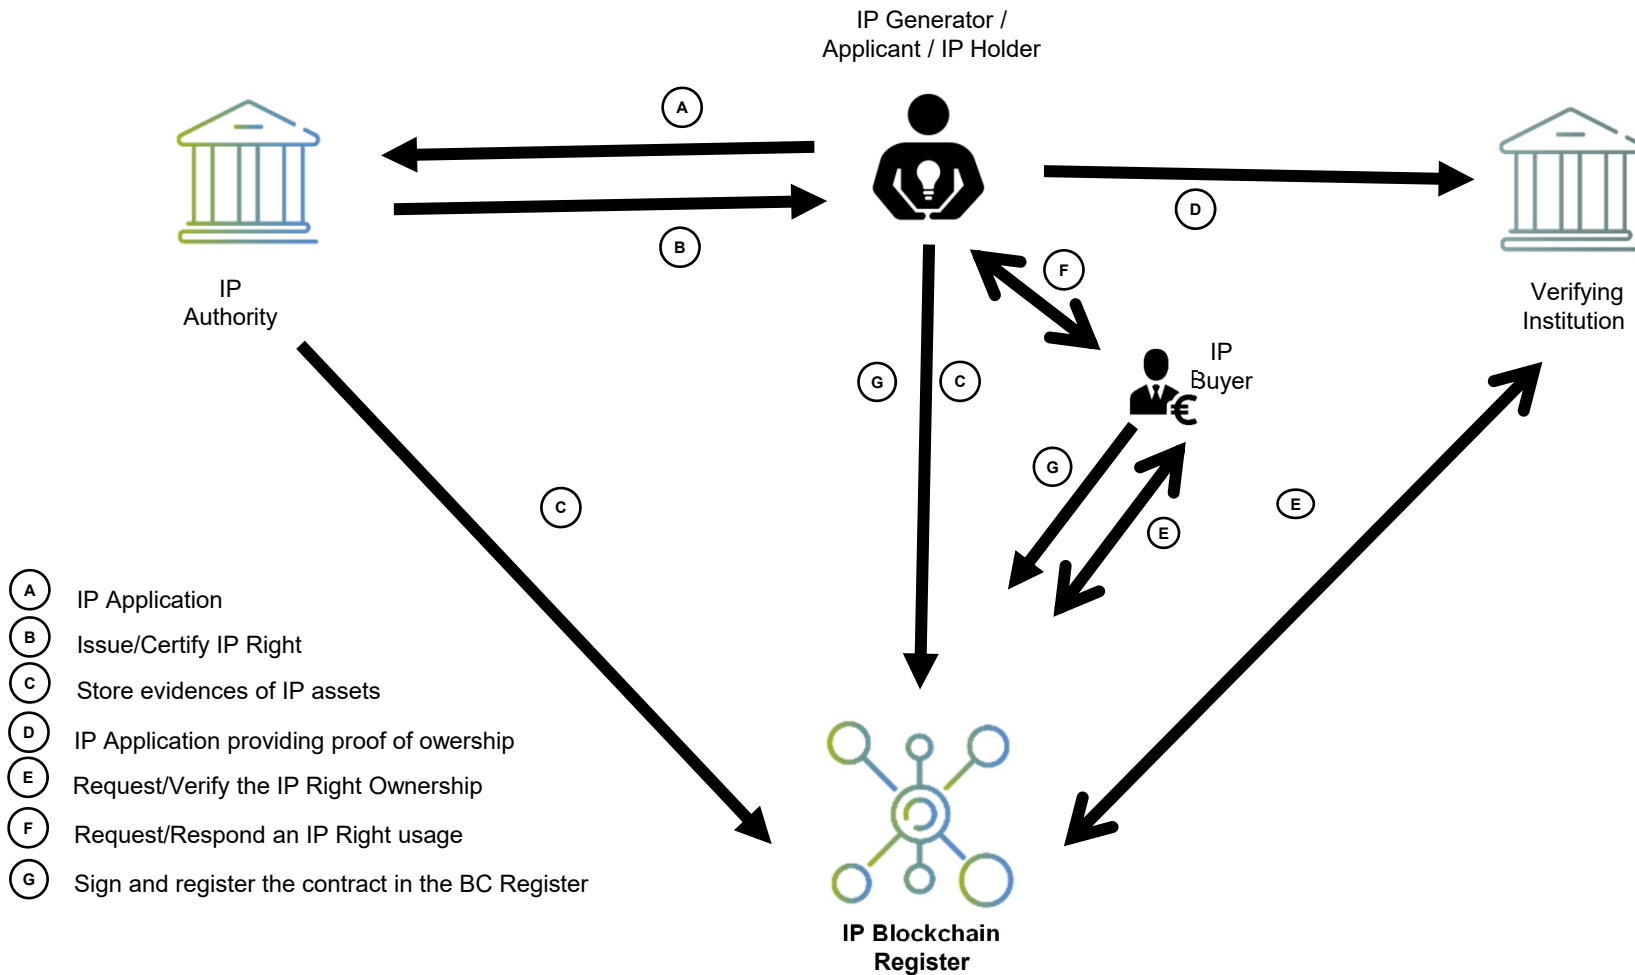 IP Generator /
Applicant / IP Holder
A
B
D
F
IP
Authority
Verifying
Institution
IP
Buyer
G
C
G
E
C
E
A IP Application
B Issue/Certify IP Right
C Store evidences of IP assets
D IP Application providing proof of owership
E Request/Verify the IP Right Ownership
F Request/Respond an IP Right usage
G Sign and register the contract in the BC Register
€
IP Blockchain
Register